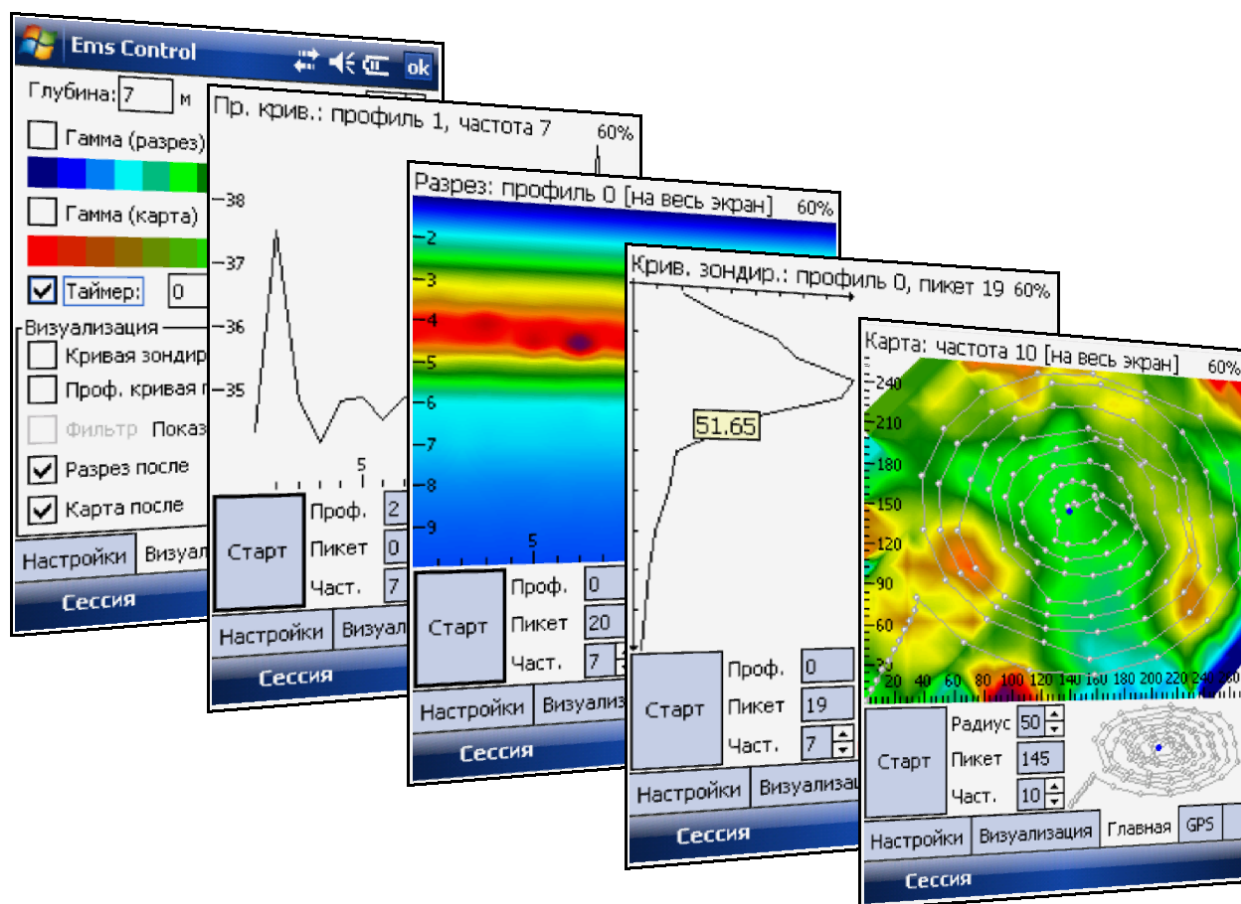 Ems Control
ok
Глубина: 7 м
Гамма (разрез)
Гамма (карта)
Таймер: 0
Визуализация
Кривая зондир
Проф. кривая п
Фильтр Показ
Разрез после
Карта после
Настройки Визуал
Сессия
Пр. крив.: профиль 1, частота 7 60%
-38
-37
-36
-35
5
Старт
Проф. 2
Пикет 0
Част. 7
Настройки Визуал
Сессия
Разрез: профиль 0 [на весь экран] 60%
-2
-3
-4
-5
-6
-7
-8
-9
5
Старт
Проф. 0
Пикет 20
Част. 7
Настройки Визуализ
Сессия
Крив. зондир.: профиль 0, пикет 19 60%
51.65
Старт
Проф. 0
Пикет 19
Част. 7
Настройки Визуализа
Сессия
Карта: частота 10 [на весь экран] 60%
240
210
180
150
120
90
60
20 40 60 80 100 120 140 160 180 200 220 240
Старт
Радиус 50
Пикет 145
Част. 10
Настройки Визуализация Главная GPS
Сессия